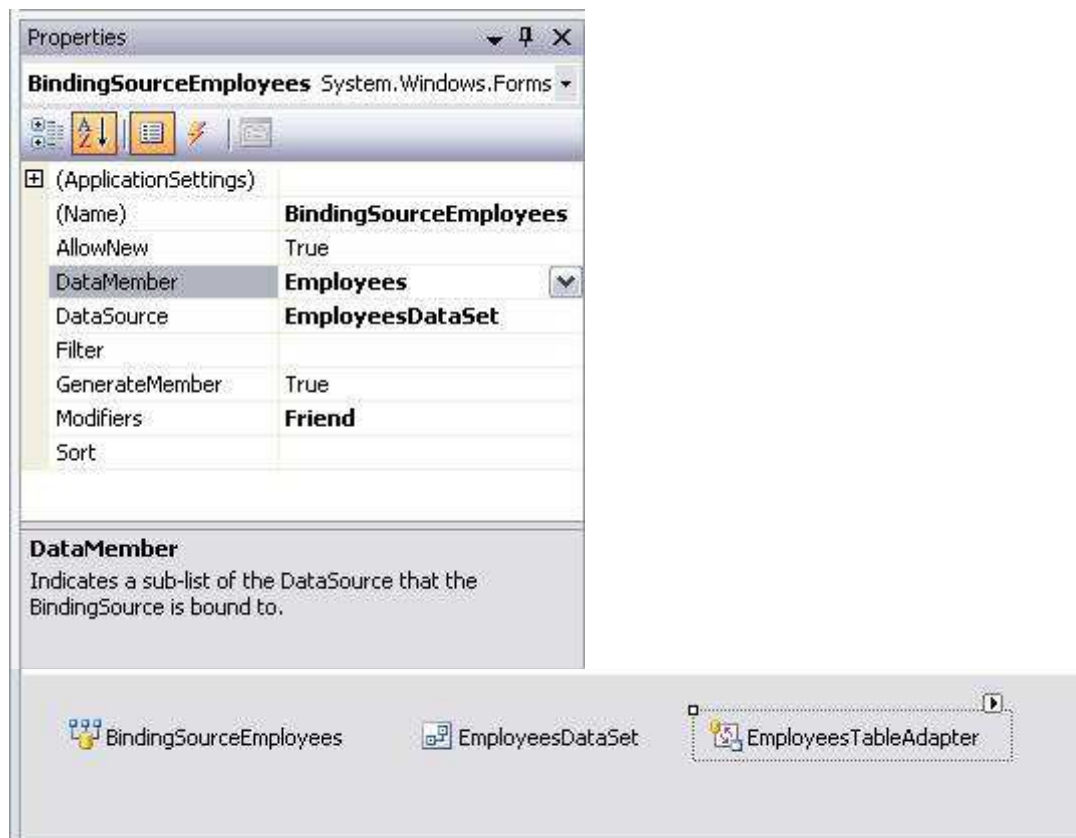 Properties
BindingSourceEmployees System.Windows.Forms
(ApplicationSettings)
(Name) BindingSourceEmployees
AllowNew True
DataMember Employees
DataSource EmployeesDataSet
Filter
GenerateMember True
Modifiers Friend
Sort
DataMember
Indicates a sub-list of the DataSource that the
BindingSource is bound to.
BindingSourceEmployees EmployeesDataSet EmployeesTableAdapter